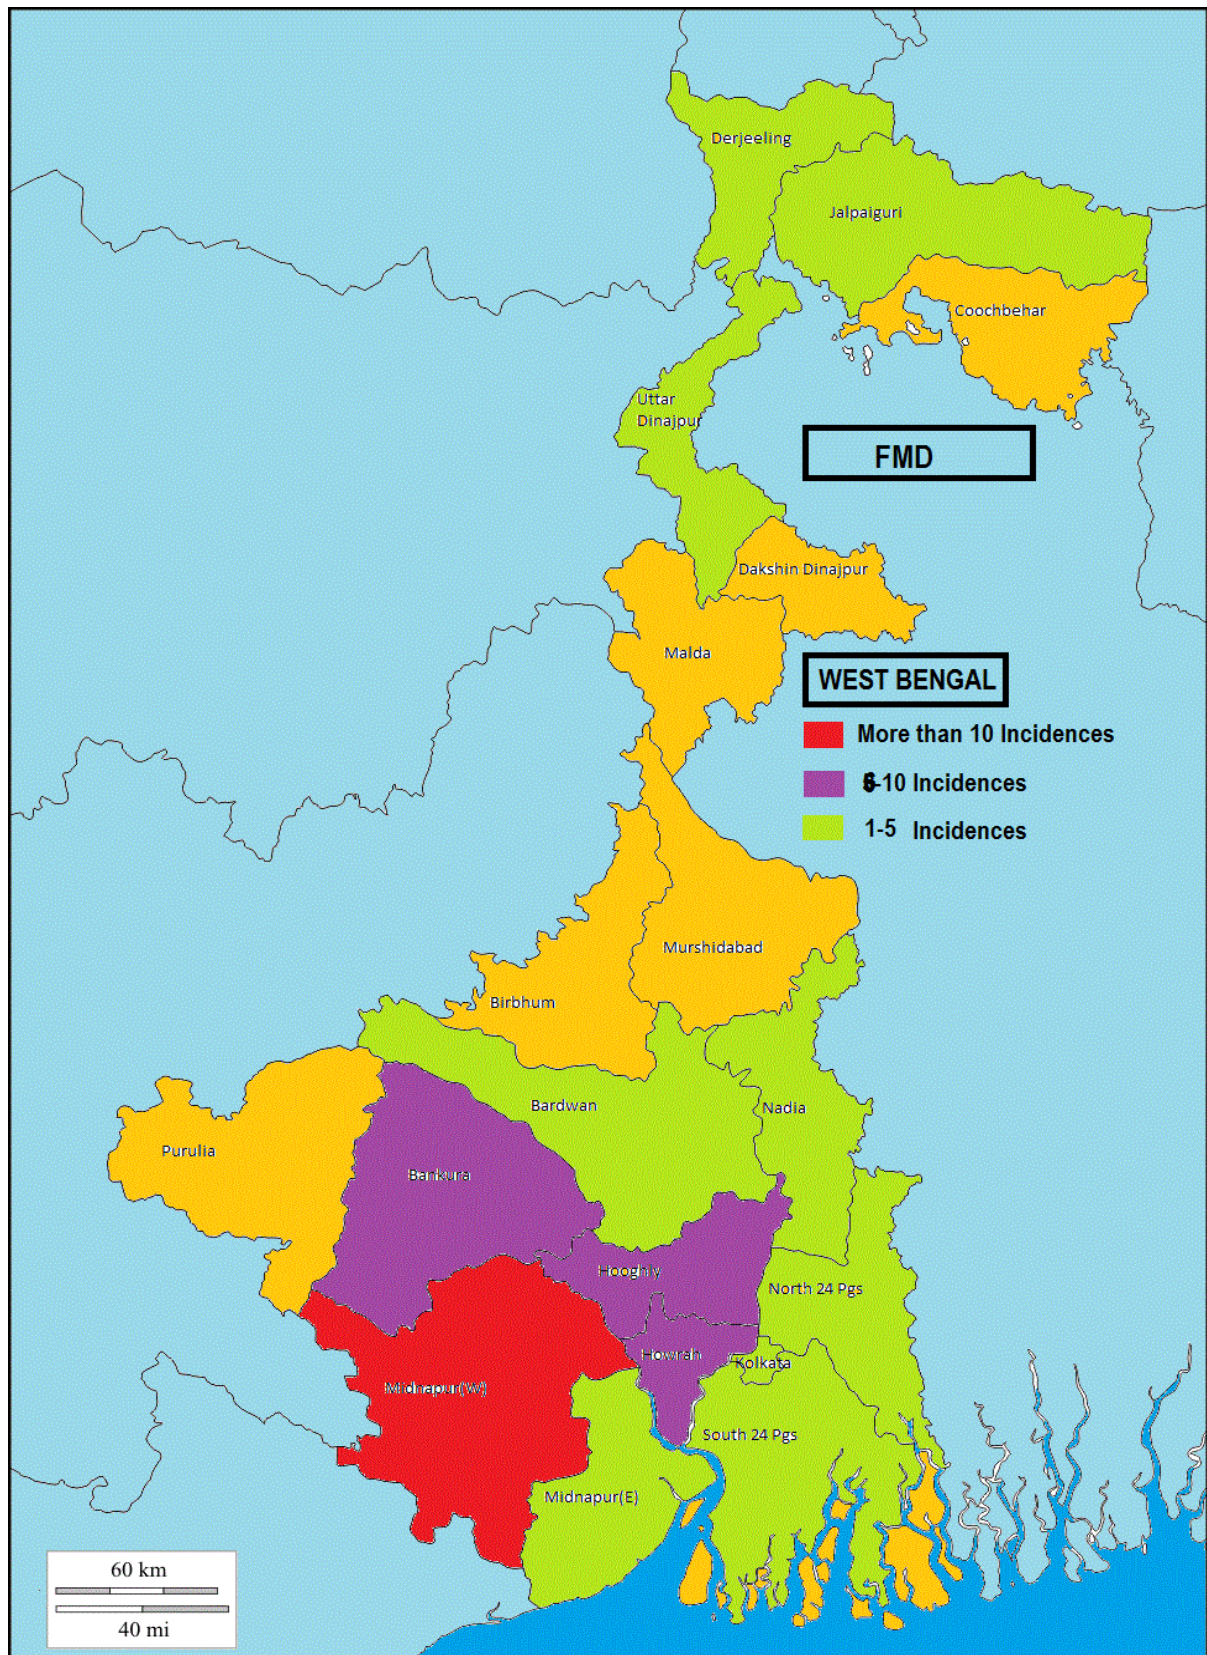 Derjeeling
Jalpaiguri
Coochbehar
Uttar
Dinajpur
FMD
Dakshin Dinajpur
Malda
WEST BENGAL
More than 10 Incidences
6-10 Incidences
1-5 Incidences
Murshidabad
Birbhum
Bardwan
Nadia
Purulia
Bankura
Hooghly
North 24 Pgs
Howrah
Kolkata
Midnapur(W)
South 24 Pgs
Midnapur(E)
60 km
40 mi